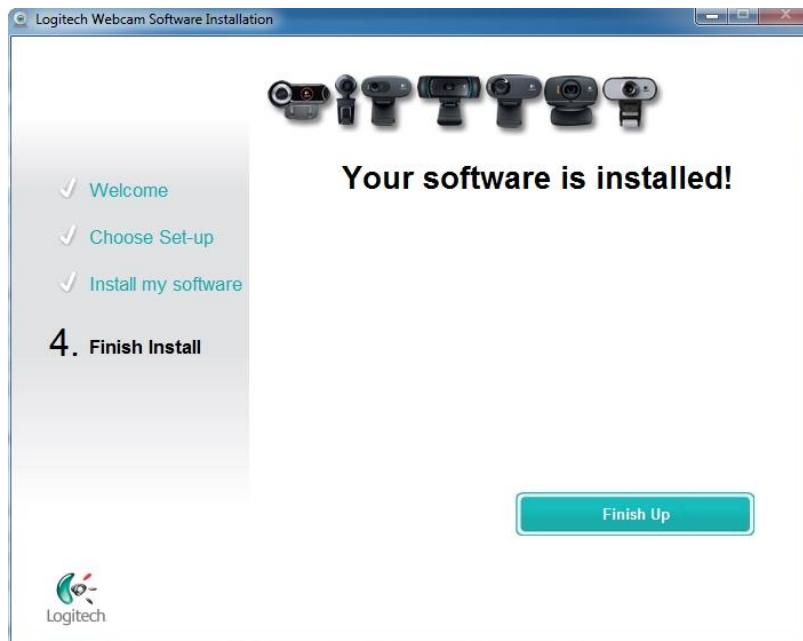 Logitech Webcam Software Installation
Your software is installed!
Welcome
Choose Set-up
Install my software
4. Finish Install
Finish Up
Logitech